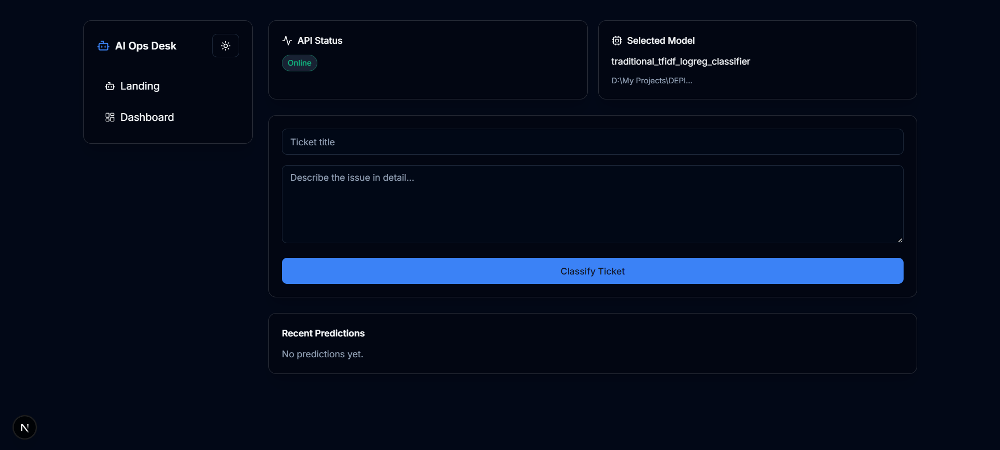 AI Ops Desk
Landing
Dashboard
API Status
Online
Selected Model
traditional_tfidf_logreg_classifier
D:\My Projects\DEPI...
Ticket title
Describe the issue in detail...
Classify Ticket
Recent Predictions
No predictions yet.
N